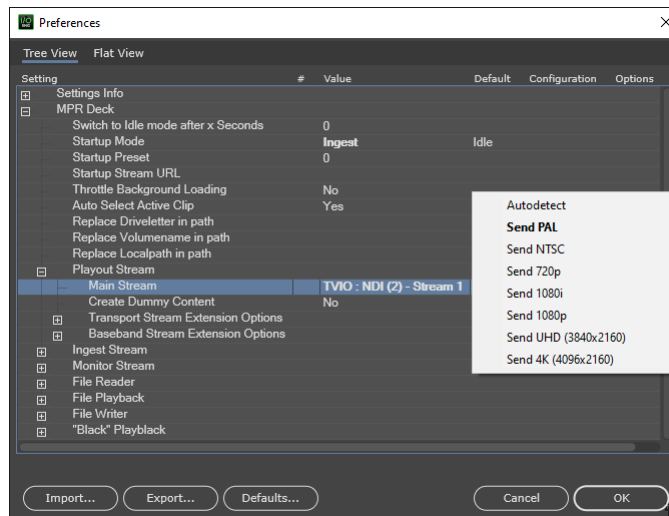 Preferences
Tree View Flat View
Setting # Value Default Configuration Options
Settings Info
MPR Deck
Switch to Idle mode after x Seconds 0
Startup Mode Ingest Idle
Startup Preset 0
Startup Stream URL
Throttle Background Loading No
Auto Select Active Clip Yes
Replace Driveletter in path
Replace Volumename in path
Replace Localpath in path
Playout Stream
Main Stream TVIO : NDI (2) - Stream 1
Create Dummy Content No
Transport Stream Extension Options
Baseband Stream Extension Options
Ingest Stream
Monitor Stream
File Reader
File Playback
File Writer
"Black" Playblack
Autodetect
Send PAL
Send NTSC
Send 720p
Send 1080i
Send 1080p
Send UHD (3840x2160)
Send 4K (4096x2160)
Import... Export... Defaults... Cancel OK